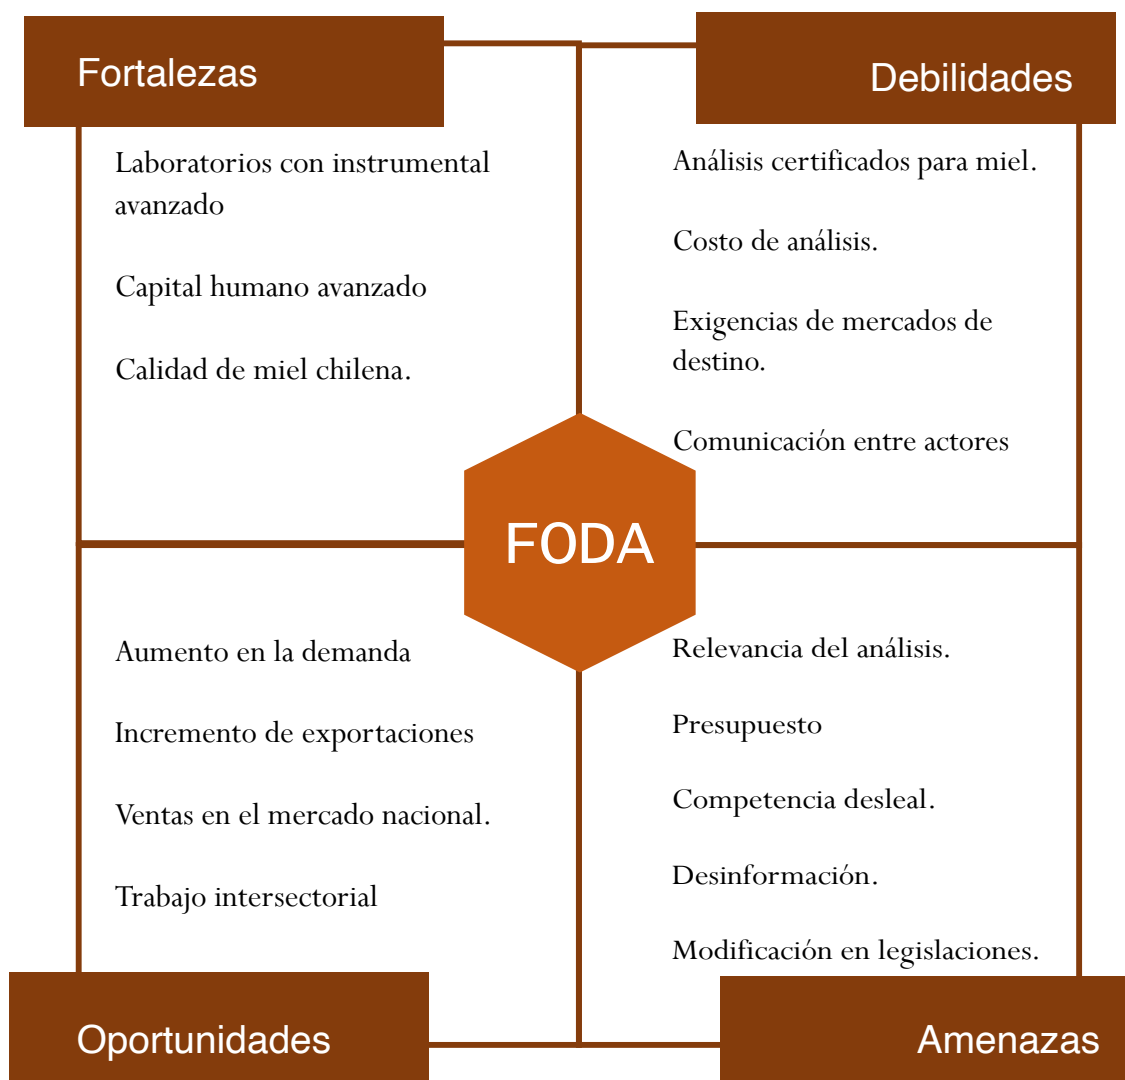 Fortalezas
Laboratorios con instrumental
avanzado
Capital humano avanzado
Calidad de miel chilena.
Debilidades
Análisis certificados para miel.
Costo de análisis.
Exigencias de mercados de
destino.
Comunicación entre actores
FODA
Aumento en la demanda
Incremento de exportaciones
Ventas en el mercado nacional.
Trabajo intersectorial
Oportunidades
Relevancia del análisis.
Presupuesto
Competencia desleal.
Desinformación.
Modificación en legislaciones.
Amenazas